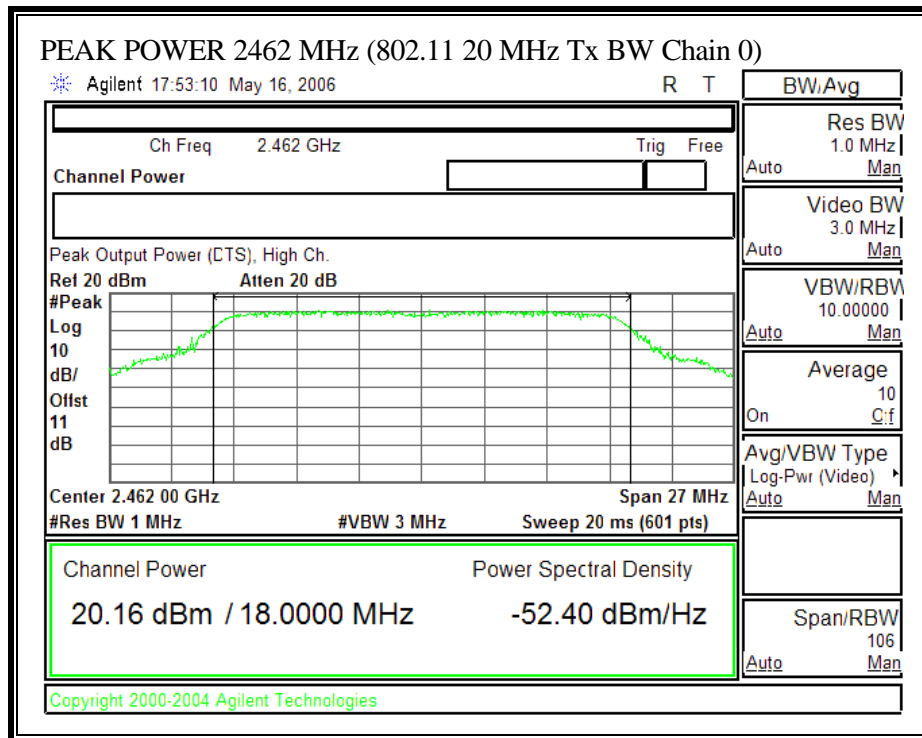 PEAK POWER 2462 MHz (802.11 20 MHz Tx BW Chain 0)
Agilent 17:53:10 May 16, 2006 R T
BW/Avg
Ch Freq 2.462 GHz Trig Free
Channel Power
Res BW
1.0 MHz
Auto Man
Video BW
3.0 MHz
Auto Man
VBW/RBW
10.00000
Auto Man
Average
10
On Off
Avg/VBW Type
Log-Pwr (Video)
Auto Man
Span/RBW
106
Auto Man
Peak Output Power (DTS), High Ch.
Ref 20 dBm Atten 20 dB
#Peak
Log
10
dB/
Offst
11
dB
Center 2.462 00 GHz Span 27 MHz
#Res BW 1 MHz #VBW 3 MHz Sweep 20 ms (601 pts)
Channel Power Power Spectral Density
20.16 dBm / 18.0000 MHz -52.40 dBm/Hz
Copyright 2000-2004 Agilent Technologies